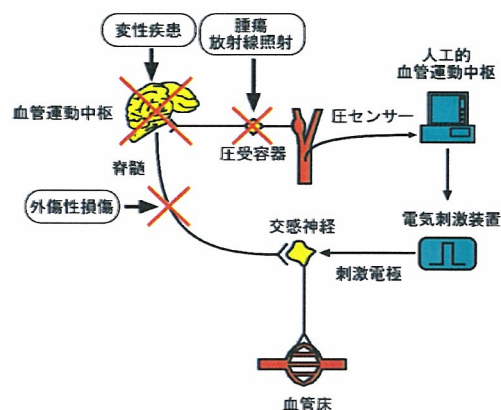 変性疾患
腫瘍
放射線照射
人工的
血管運動中枢
血管運動中枢
圧受容器
圧センサー
脊髄
外傷性損傷
交感神経
電気刺激装置
刺激電極
血管床